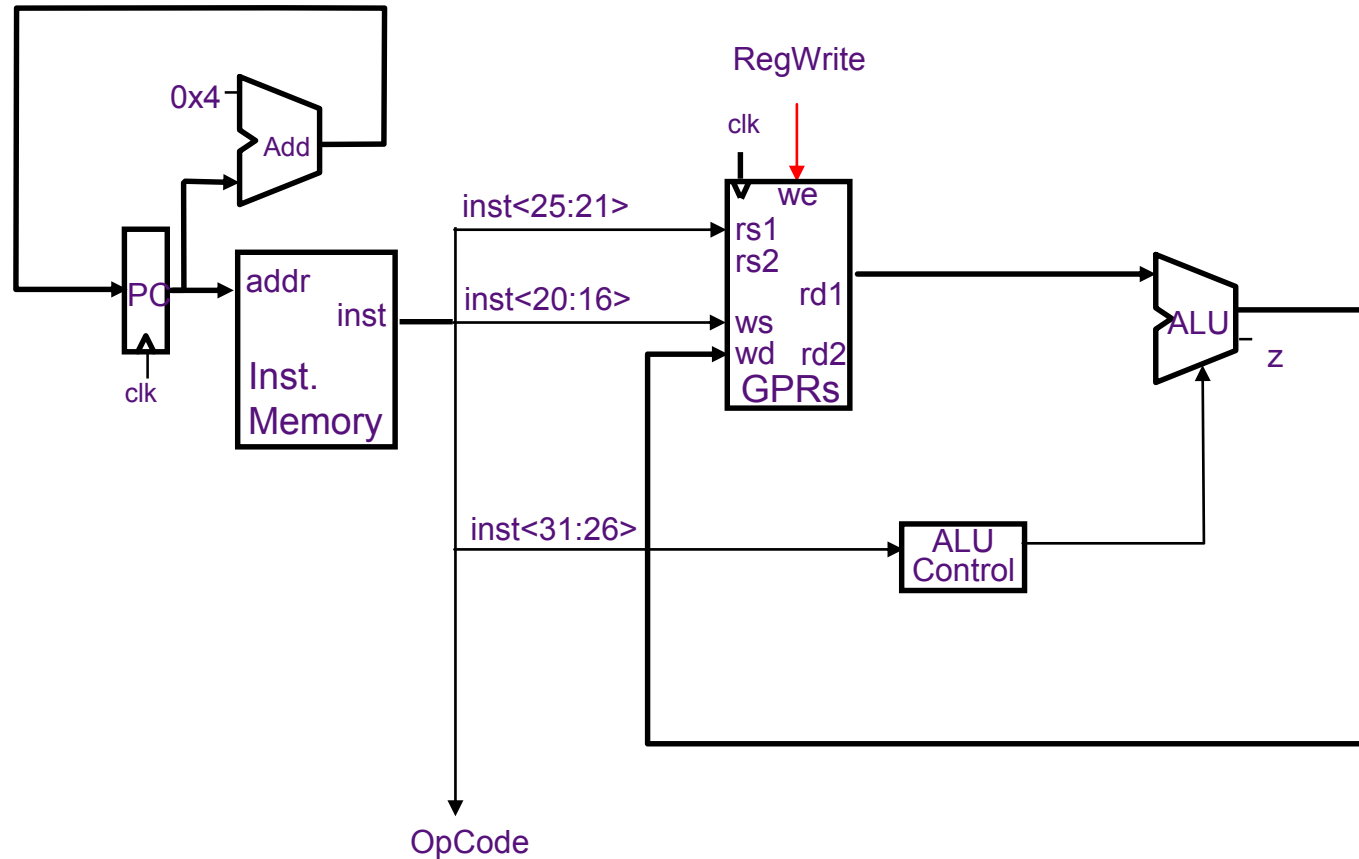 RegWrite
0x4
Add
clk
we
inst<25:21>
rs1
rs2
PC
addr
inst
inst<20:16>
rd1
ws
wd
rd2
GPRs
ALU
z
clk
Inst.
Memory
inst<31:26>
ALU
Control
OpCode